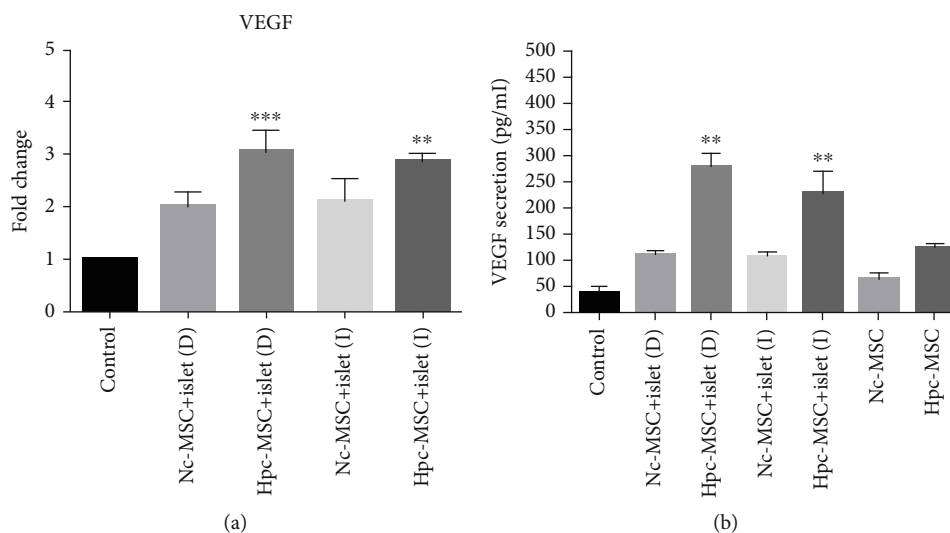 VEGF
Fold change
5
4
3
2
1
0
***
**
Control
Nc-MSC+islet (D)
Hpc-MSC+islet (D)
Nc-MSC+islet (I)
Hpc-MSC+islet (I)
(a)
VEGF secretion (pg/ml)
500
450
400
350
300
250
200
150
100
50
0
**
**
Control
Nc-MSC+islet (D)
Hpc-MSC+islet (D)
Nc-MSC+islet (I)
Hpc-MSC+islet (I)
Nc-MSC
Hpc-MSC
(b)